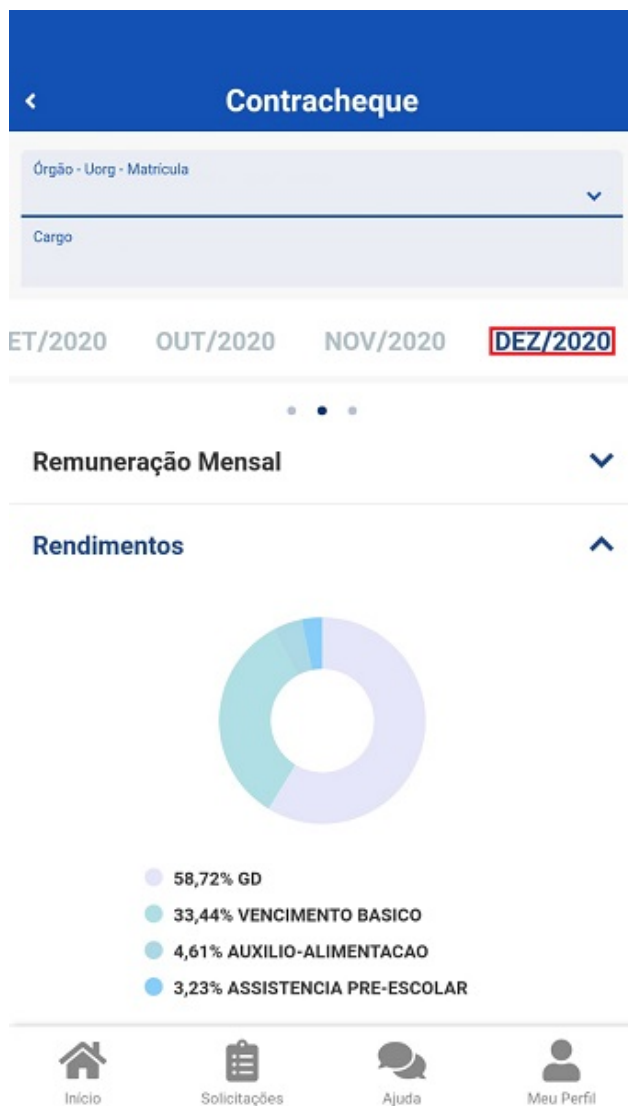 Contracheque
Órgão - Uorg - Matrícula
Cargo
ET/2020 OUT/2020 NOV/2020 DEZ/2020
Remuneração Mensal
Rendimentos
58,72% GD
33,44% VENCIMENTO BASICO
4,61% AUXILIO-ALIMENTACAO
3,23% ASSISTENCIA PRE-ESCOLAR
Início Solicitações Ajuda Meu Perfil